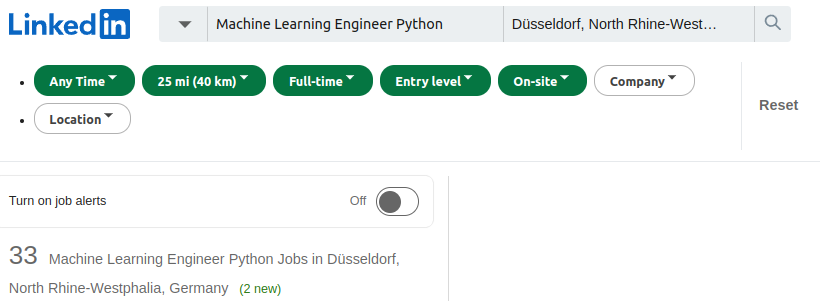 LinkedIn
Machine Learning Engineer Python
Düsseldorf, North Rhine-West…
Any Time
25 mi (40 km)
Full-time
Entry level
On-site
Company
Location
Reset
Turn on job alerts
Off
33 Machine Learning Engineer Python Jobs in Düsseldorf,
North Rhine-Westphalia, Germany (2 new)